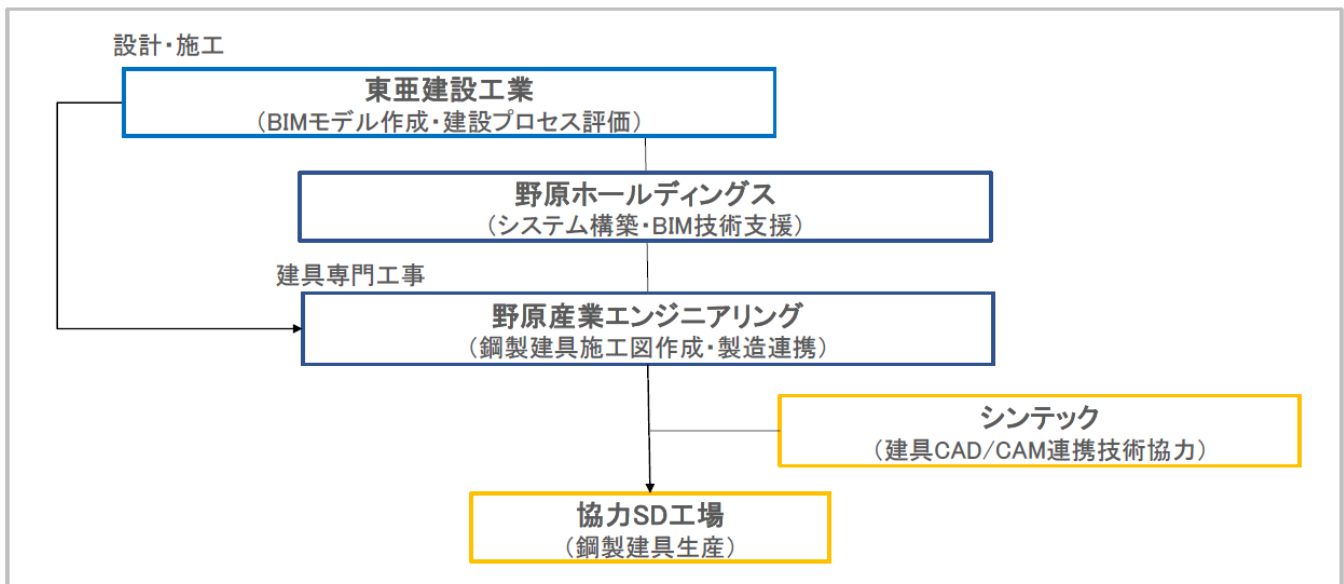 設計・施工
東亜建設工業
(BIMモデル作成・建設プロセス評価)
野原ホールディングス
(システム構築・BIM技術支援)
建具専門工事
野原産業エンジニアリング
(鋼製建具施工図作成・製造連携)
シンテック
(建具CAD/CAM連携技術協力)
協力SD工場
(鋼製建具生産)